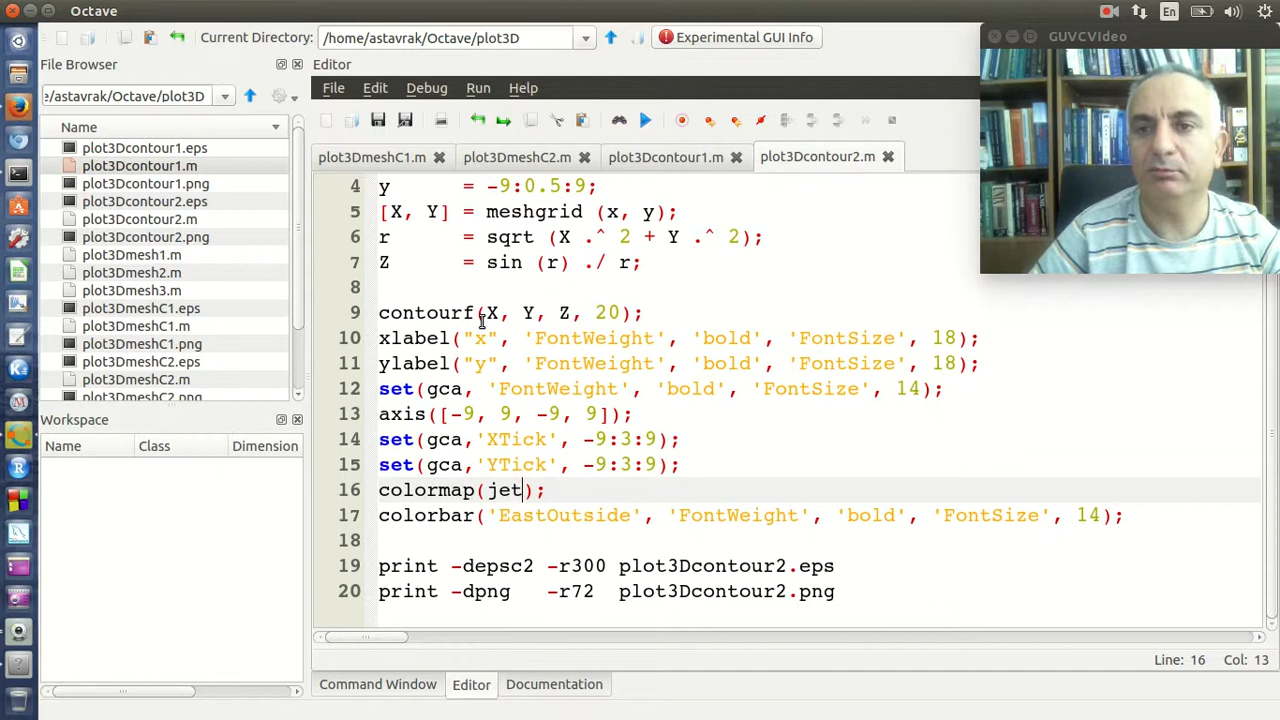 Octave
En
Current Directory:
/home/astavrak/Octave/plot3D
Experimental GUI Info
GUVCVideo
File Browser
e/astavrak/Octave/plot3D
Name
plot3Dcontour1.eps
plot3Dcontour1.m
plot3Dcontour1.png
plot3Dcontour2.eps
plot3Dcontour2.m
plot3Dcontour2.png
plot3Dmesh1.m
plot3Dmesh2.m
plot3Dmesh3.m
plot3DmeshC1.eps
plot3DmeshC1.m
plot3DmeshC1.png
plot3DmeshC2.eps
plot3DmeshC2.m
plot3DmeshC2.png
Workspace
Name Class Dimension
Editor
File Edit Debug Run Help
plot3DmeshC1.m plot3DmeshC2.m plot3Dcontour1.m plot3Dcontour2.m
4 y = -9:0.5:9;
5 [X, Y] = meshgrid (x, y);
6 r = sqrt (X .^ 2 + Y .^ 2);
7 Z = sin (r) ./ r;
8
9 contourf(X, Y, Z, 20);
10 xlabel("x", 'FontWeight', 'bold', 'FontSize', 18);
11 ylabel("y", 'FontWeight', 'bold', 'FontSize', 18);
12 set(gca, 'FontWeight', 'bold', 'FontSize', 14);
13 axis([-9, 9, -9, 9]);
14 set(gca,'XTick', -9:3:9);
15 set(gca,'YTick', -9:3:9);
16 colormap(jet);
17 colorbar('EastOutside', 'FontWeight', 'bold', 'FontSize', 14);
18
19 print -depsc2 -r300 plot3Dcontour2.eps
20 print -dpng -r72 plot3Dcontour2.png
Line: 16 Col: 13
Command Window Editor Documentation